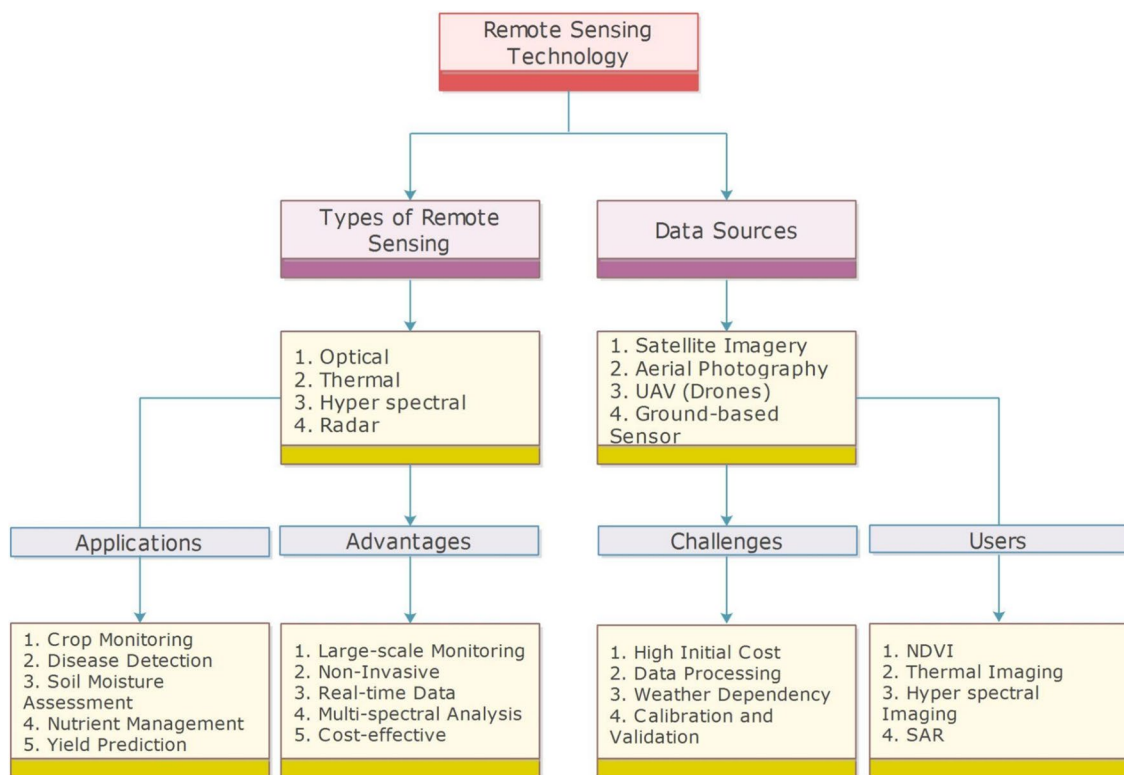 Remote Sensing
Technology
Types of Remote
Sensing
Data Sources
1. Optical
2. Thermal
3. Hyper spectral
4. Radar
1. Satellite Imagery
2. Aerial Photography
3. UAV (Drones)
4. Ground-based
Sensor
Applications
Advantages
Challenges
Users
1. Crop Monitoring
2. Disease Detection
3. Soil Moisture
Assessment
4. Nutrient Management
5. Yield Prediction
1. Large-scale Monitoring
2. Non-Invasive
3. Real-time Data
4. Multi-spectral Analysis
5. Cost-effective
1. High Initial Cost
2. Data Processing
3. Weather Dependency
4. Calibration and
Validation
1. NDVI
2. Thermal Imaging
3. Hyper spectral
Imaging
4. SAR